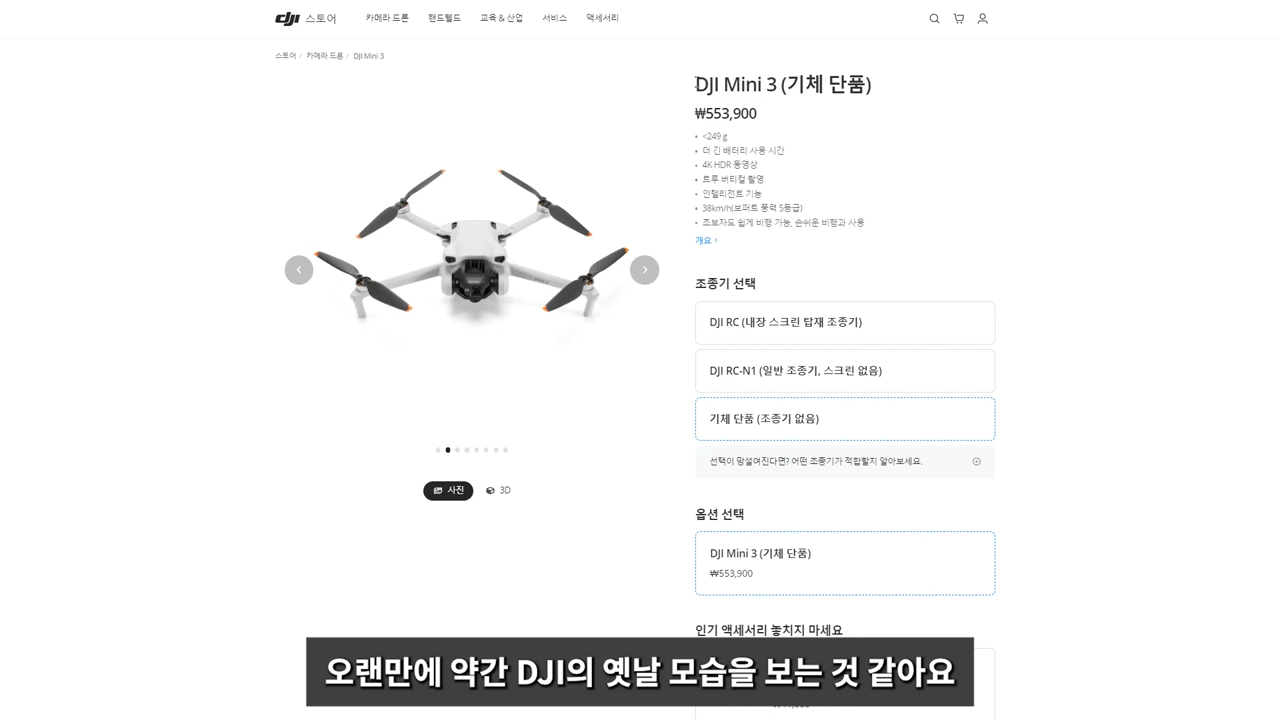 dji 스토어
카메라 드론
핸드헬드
교육 & 산업
서비스
액세서리
스토어 / 카메라 드론 / DJI Mini 3
DJI Mini 3 (기체 단품)
₩553,900
• <249 g
• 더 긴 배터리 사용 시간
• 4K HDR 동영상
• 트루 버티컬 촬영
• 인텔리전트 기능
• 38km/h(보퍼트 풍력 5등급)
• 초보자도 쉽게 비행 가능, 손쉬운 비행과 사용
개요 >
조종기 선택
DJI RC (내장 스크린 탑재 조종기)
DJI RC-N1 (일반 조종기, 스크린 없음)
기체 단품 (조종기 없음)
선택이 망설여진다면? 어떤 조종기가 적합할지 알아보세요.
사진
3D
옵션 선택
DJI Mini 3 (기체 단품)
₩553,900
인기 액세서리 놓치지 마세요
오랜만에 약간 DJI의 옛날 모습을 보는 것 같아요